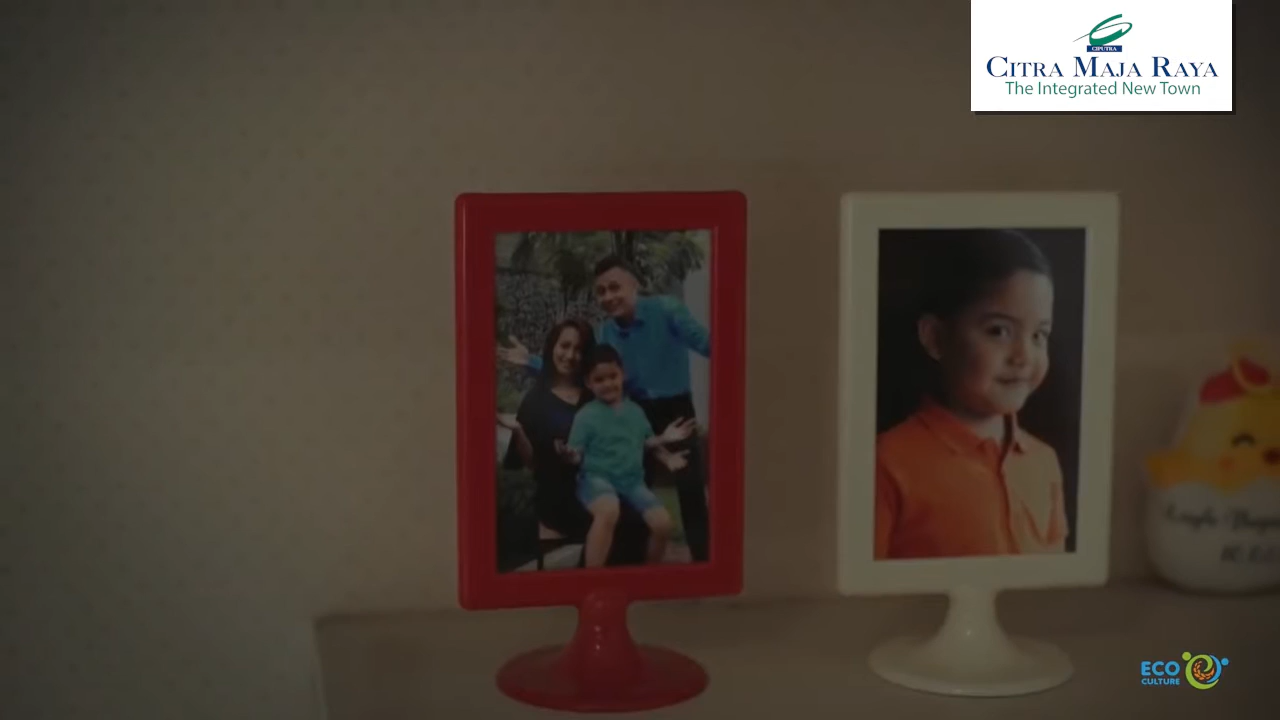 CIPUTRA
CITRA MAJA RAYA
The Integrated New Town
ECO
CULTURE